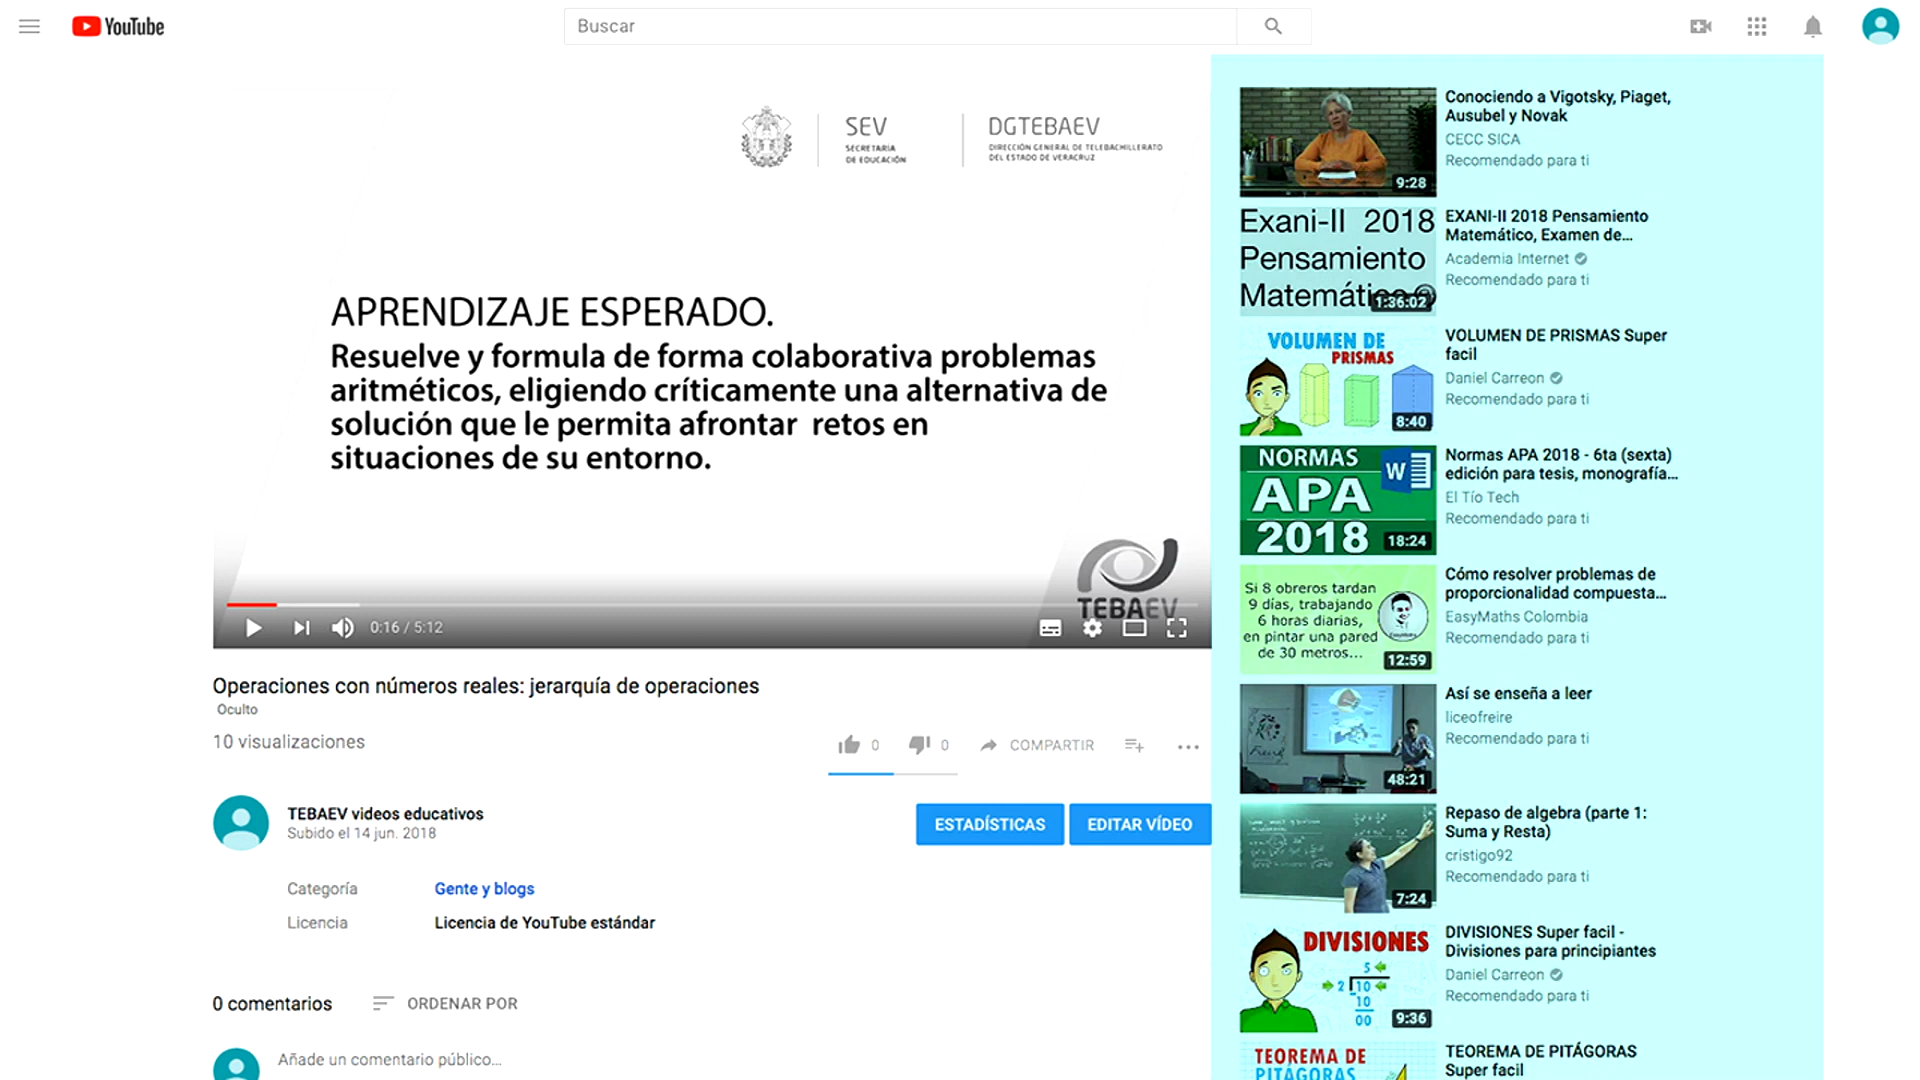 YouTube
Buscar
SEV
SECRETARÍA
DE EDUCACIÓN
DGTEBAEV
DIRECCIÓN GENERAL DE TELEBACHILLERATO
DEL ESTADO DE VERACRUZ
APRENDIZAJE ESPERADO.
Resuelve y formula de forma colaborativa problemas
aritméticos, eligiendo críticamente una alternativa de
solución que le permita afrontar retos en
situaciones de su entorno.
TEBAEV
0:16 / 5:12
Operaciones con números reales: jerarquía de operaciones
Oculto
10 visualizaciones
0
0
COMPARTIR
TEBAEV videos educativos
Subido el 14 jun. 2018
ESTADÍSTICAS
EDITAR VÍDEO
Categoría
Gente y blogs
Licencia
Licencia de YouTube estándar
0 comentarios
ORDENAR POR
Añade un comentario público...
9:28
Conociendo a Vigotsky, Piaget,
Ausubel y Novak
CECC SICA
Recomendado para ti
Exani-II 2018
Pensamiento
Matemátic
1:36:02
EXANI-II 2018 Pensamiento
Matemático, Examen de...
Academia Internet
Recomendado para ti
VOLUMEN DE
PRISMAS
8:40
VOLUMEN DE PRISMAS Super
facil
Daniel Carreon
Recomendado para ti
NORMAS
APA
2018
W
18:24
Normas APA 2018 - 6ta (sexta)
edición para tesis, monografía...
El Tío Tech
Recomendado para ti
Si 8 obreros tardan
9 días, trabajando
6 horas diarias,
en pintar una pared
de 30 metros...
12:59
Cómo resolver problemas de
proporcionalidad compuesta...
EasyMaths Colombia
Recomendado para ti
48:21
Así se enseña a leer
liceofreire
Recomendado para ti
7:24
Repaso de algebra (parte 1:
Suma y Resta)
cristigo92
Recomendado para ti
DIVISIONES
5
2 10
10
00
9:36
DIVISIONES Super facil -
Divisiones para principiantes
Daniel Carreon
Recomendado para ti
TEOREMA DE
PITÁGORAS
TEOREMA DE PITÁGORAS
Super facil